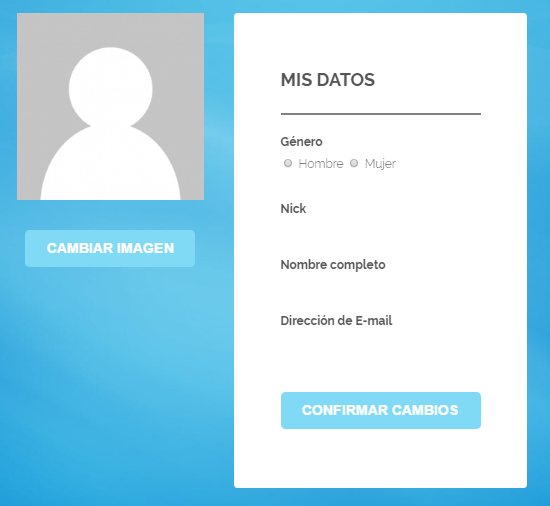 CAMBIAR IMAGEN
MIS DATOS
Género
Hombre Mujer
Nick
Nombre completo
Dirección de E-mail
CONFIRMAR CAMBIOS